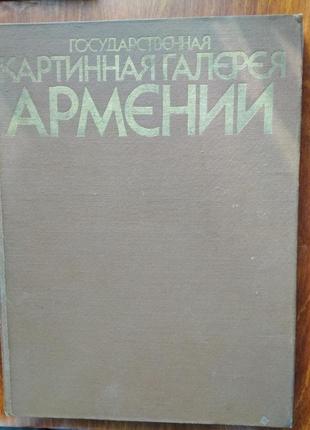 ГОСУДАРСТВЕННАЯ
КАРТИННАЯ ГАЛЕРЕЯ
АРМЕНИИ